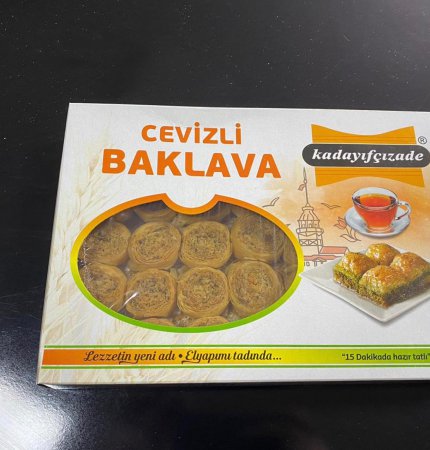 CEVİZLİ
BAKLAVA
kadayıfçızade
®
Lezzetin yeni adı • Elyapımı tadında...
"15 Dakikada hazır tatlı"